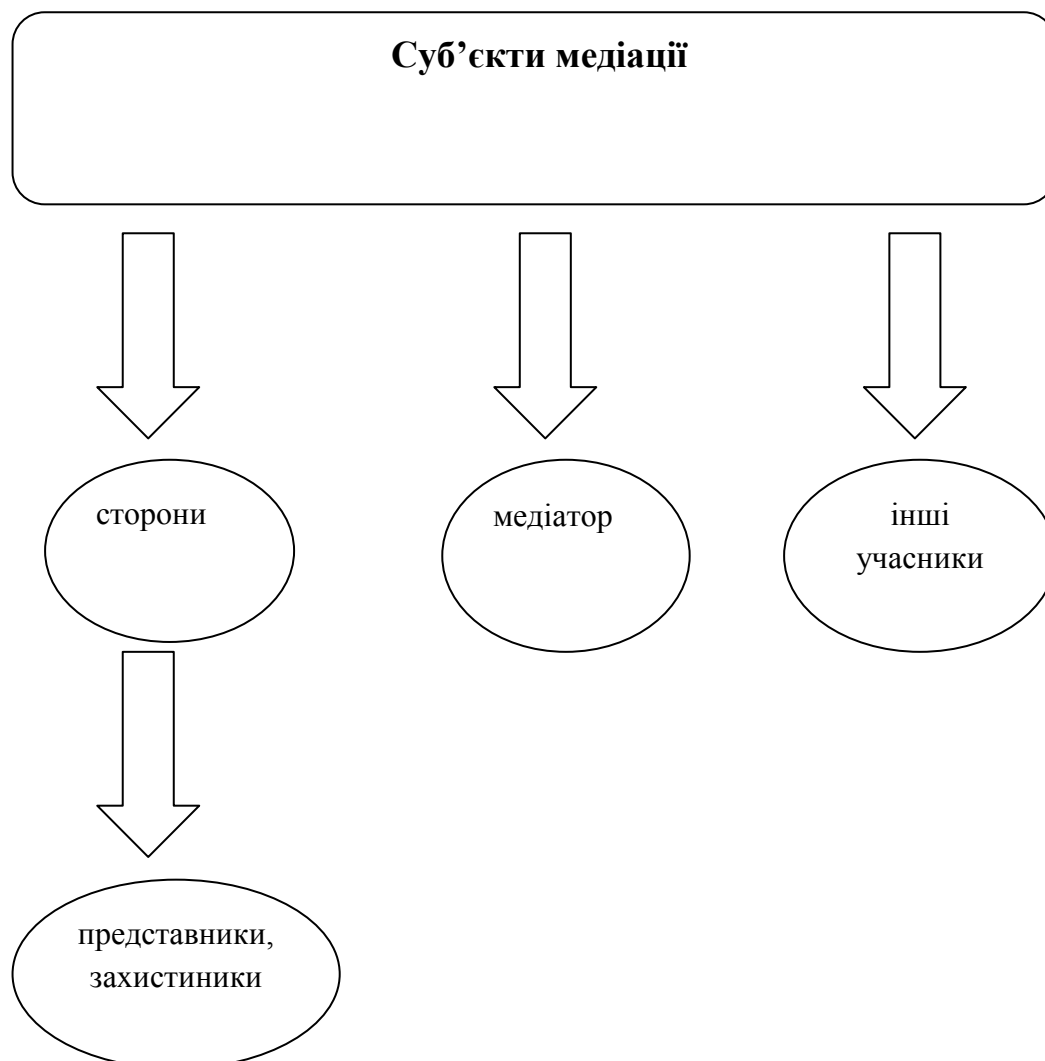 Суб’єкти медіації
сторони
медіатор
інші
учасники
представники,
захистиники